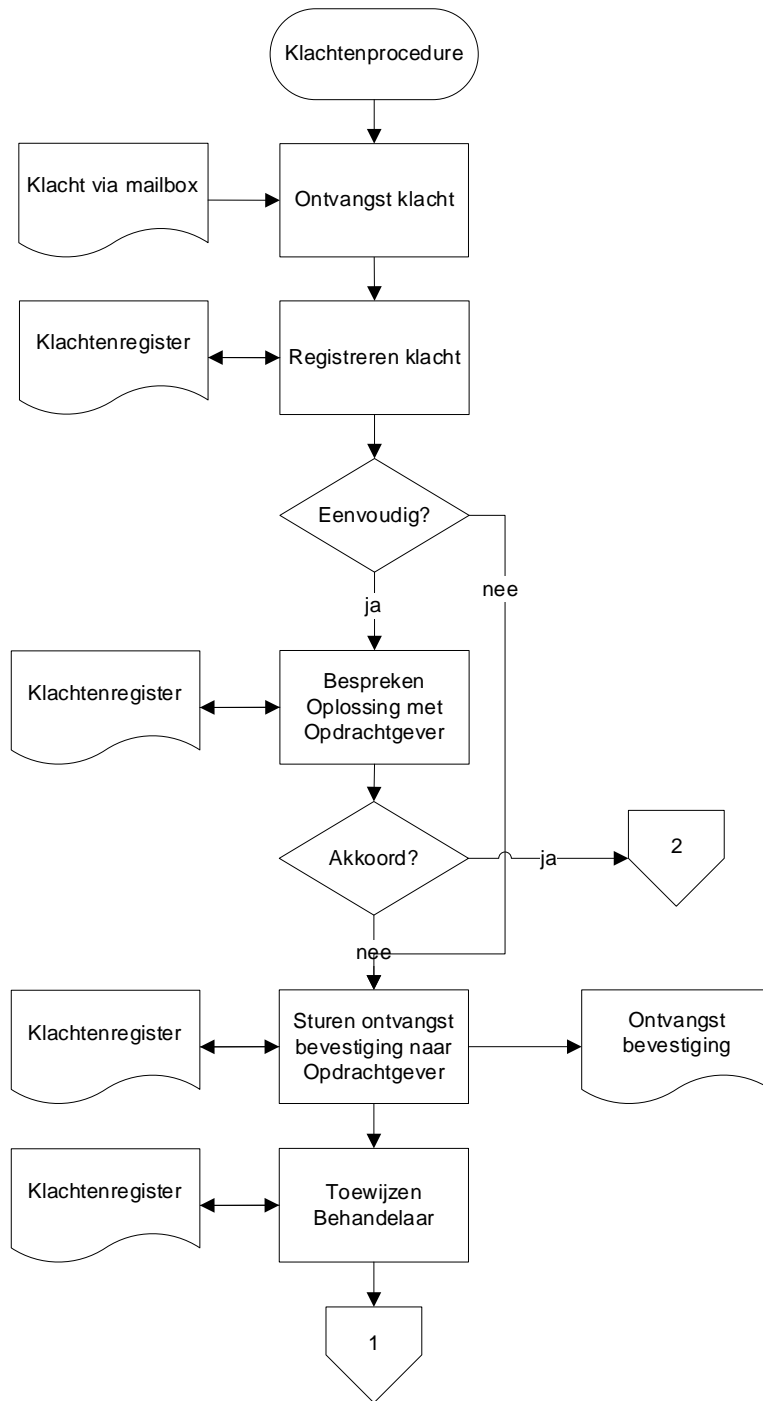 Klachtenprocedure
Klacht via mailbox
Ontvangst klacht
Klachtenregister
Registreren klacht
Eenvoudig?
nee
ja
Klachtenregister
Bespreken
Oplossing met
Opdrachtgever
Akkoord?
ja
2
nee
Klachtenregister
Sturen ontvangst
bevestiging naar
Opdrachtgever
Ontvangst
bevestiging
Klachtenregister
Toewijzen
Behandelaar
1